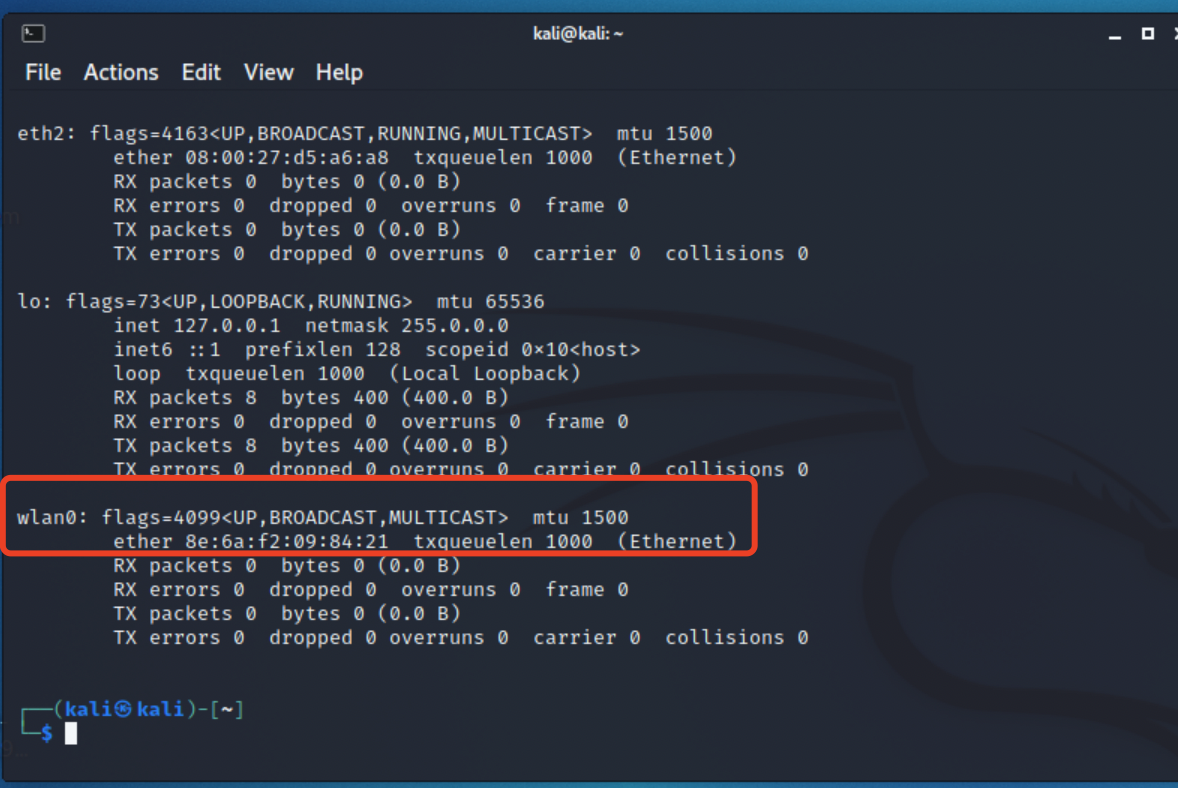 kali@kali: ~
File Actions Edit View Help
eth2: flags=4163<UP,BROADCAST,RUNNING,MULTICAST>  mtu 1500
        ether 08:00:27:d5:a6:a8  txqueuelen 1000  (Ethernet)
        RX packets 0  bytes 0 (0.0 B)
        RX errors 0  dropped 0  overruns 0  frame 0
        TX packets 0  bytes 0 (0.0 B)
        TX errors 0  dropped 0 overruns 0  carrier 0  collisions 0
lo: flags=73<UP,LOOPBACK,RUNNING>  mtu 65536
        inet 127.0.0.1  netmask 255.0.0.0
        inet6 ::1  prefixlen 128  scopeid 0×10<host>
        loop  txqueuelen 1000  (Local Loopback)
        RX packets 8  bytes 400 (400.0 B)
        RX errors 0  dropped 0  overruns 0  frame 0
        TX packets 8  bytes 400 (400.0 B)
        TX errors 0  dropped 0 overruns 0  carrier 0  collisions 0
wlan0: flags=4099<UP,BROADCAST,MULTICAST>  mtu 1500
        ether 8e:6a:f2:09:84:21  txqueuelen 1000  (Ethernet)
        RX packets 0  bytes 0 (0.0 B)
        RX errors 0  dropped 0  overruns 0  frame 0
        TX packets 0  bytes 0 (0.0 B)
        TX errors 0  dropped 0 overruns 0  carrier 0  collisions 0
┌──(kali㉿kali)-[~]
└─$